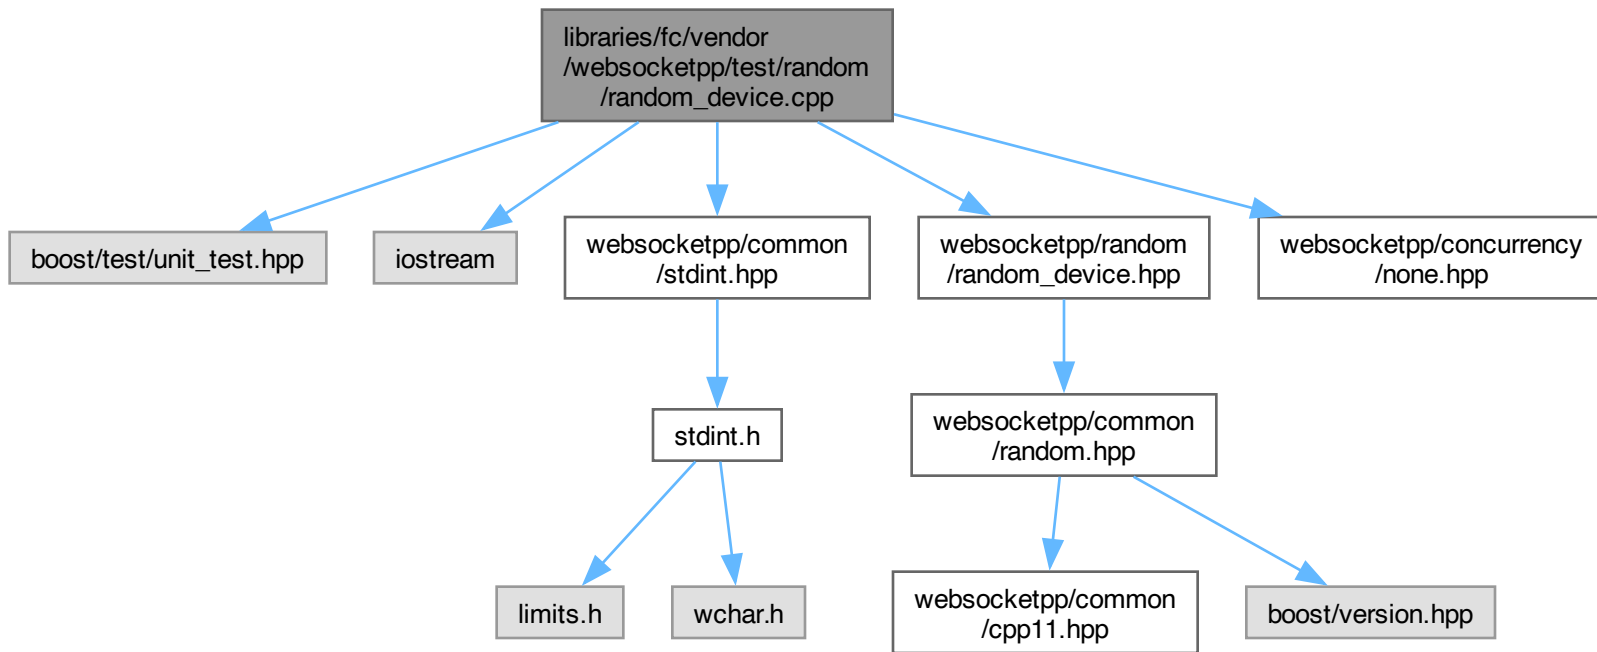 libraries/fc/vendor
/websocketpp/test/random
/random_device.cpp
boost/test/unit_test.hpp
iostream
websocketpp/common
/stdint.hpp
websocketpp/random
/random_device.hpp
websocketpp/concurrency
/none.hpp
stdint.h
websocketpp/common
/random.hpp
limits.h
wchar.h
websocketpp/common
/cpp11.hpp
boost/version.hpp